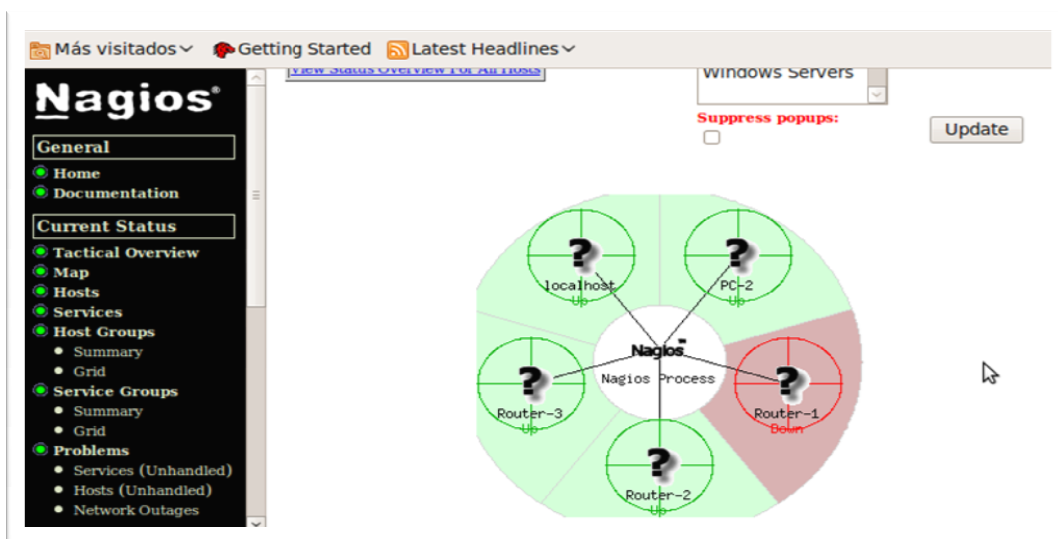 Más visitados
Getting Started
Latest Headlines
Nagios®
General
Home
Documentation
Current Status
Tactical Overview
Map
Hosts
Services
Host Groups
Summary
Grid
Service Groups
Summary
Grid
Problems
Services (Unhandled)
Hosts (Unhandled)
Network Outages
View Status Overview For All Hosts
Windows Servers
Suppress popups:
Update
localhost
Up
PC-2
Up
Nagios™
Nagios Process
Router-3
Up
Router-1
Down
Router-2
Up